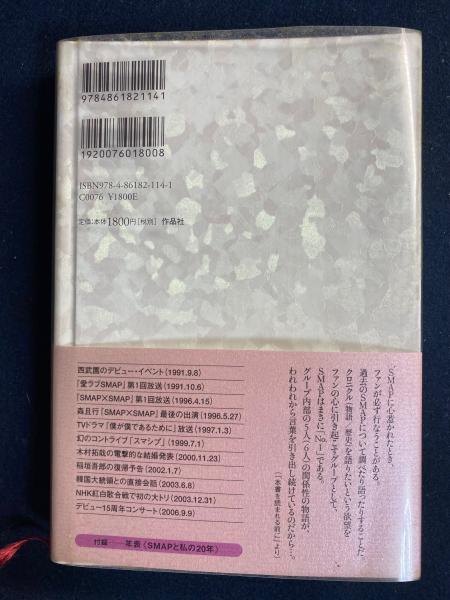 9784861821141
1920076018008
ISBN978-4-86182-114-1
C0076 ¥1800E
定価:本体1800円[税別] 作品社
SMAPに心惹かれたとき、
ファンが必ず行なうことがある。
過去のSMAPについて調べたり語ったりすることだ。
クロニクル(物語/歴史)を語りたいという欲望を
ファンの心に引き起こすグループとして、
SMAPはまさに「No.1」である。
グループ内部の5人(6人)の関係性の物語が、
われわれから言葉を引き出し続けているのだから…。
(「本書を読まれる前に」より)
西武園のデビュー・イベント(1991.9.8)
「愛ラブSMAP」第1回放送(1991.10.6)
「SMAP×SMAP」第1回放送(1996.4.15)
森且行「SMAP×SMAP」最後の出演(1996.5.27)
TVドラマ「僕が僕であるために」放送(1997.1.3)
幻のコントライブ「スマシプ」(1999.7.1)
木村拓哉の電撃的な結婚発表(2000.11.23)
稲垣吾郎の復帰予告(2002.1.7)
韓国大統領との直接会談(2003.6.8)
NHK紅白歌合戦で初の大トリ(2003.12.31)
デビュー15周年コンサート(2006.9.9)
付録──年表〈SMAPと私の20年〉